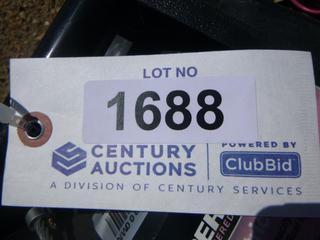 LOT NO
1688
CENTURY AUCTIONS
POWERED BY
ClubBid
A DIVISION OF CENTURY SERVICES